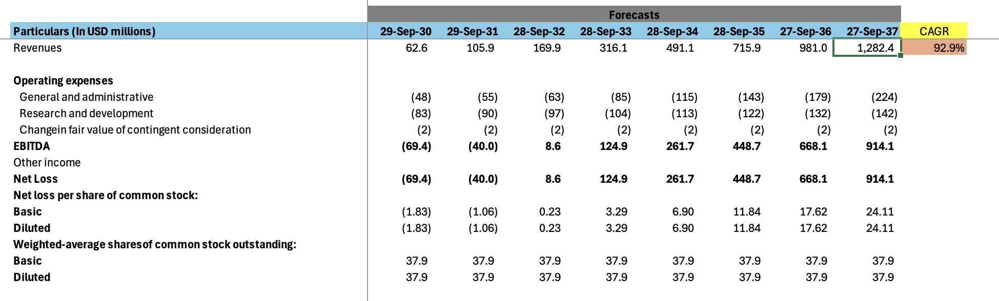 Forecasts
Particulars (In USD millions) 29-Sep-30 29-Sep-31 28-Sep-32 28-Sep-33 28-Sep-34 28-Sep-35 27-Sep-36 27-Sep-37 CAGR
Revenues 62.6 105.9 169.9 316.1 491.1 715.9 981.0 1,282.4 92.9%
Operating expenses
General and administrative (48) (55) (63) (85) (115) (143) (179) (224)
Research and development (83) (90) (97) (104) (113) (122) (132) (142)
Changein fair value of contingent consideration (2) (2) (2) (2) (2) (2) (2) (2)
EBITDA (69.4) (40.0) 8.6 124.9 261.7 448.7 668.1 914.1
Other income
Net Loss (69.4) (40.0) 8.6 124.9 261.7 448.7 668.1 914.1
Net loss per share of common stock:
Basic (1.83) (1.06) 0.23 3.29 6.90 11.84 17.62 24.11
Diluted (1.83) (1.06) 0.23 3.29 6.90 11.84 17.62 24.11
Weighted-average sharesof common stock outstanding:
Basic 37.9 37.9 37.9 37.9 37.9 37.9 37.9 37.9
Diluted 37.9 37.9 37.9 37.9 37.9 37.9 37.9 37.9